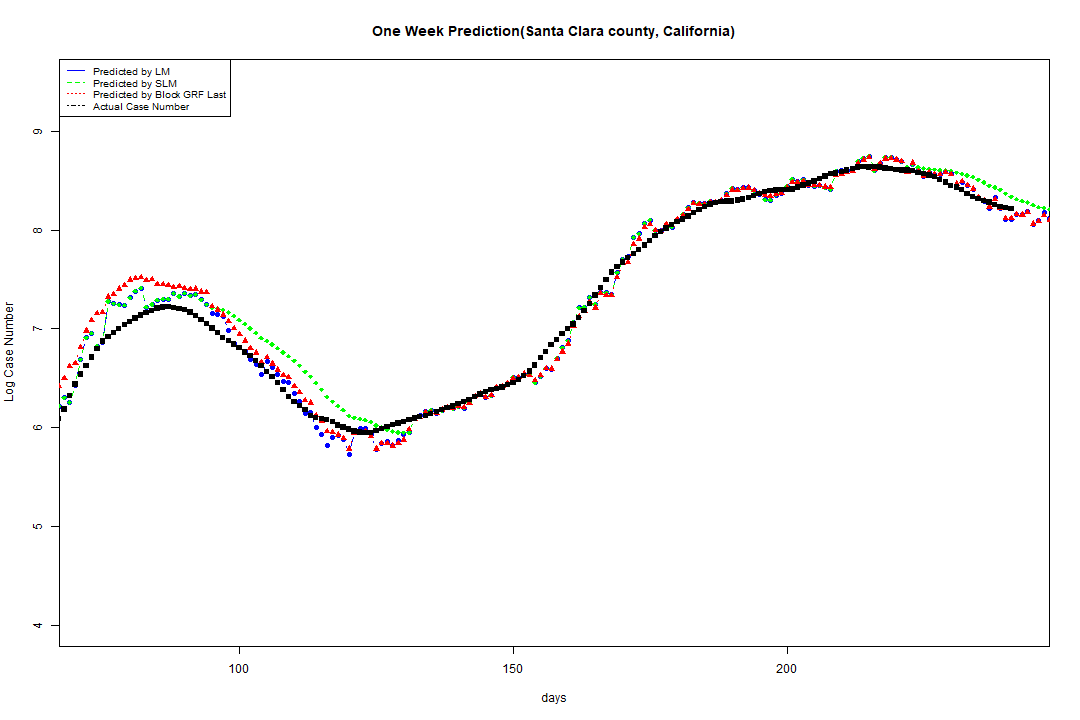 One Week Prediction(Santa Clara county, California)
Predicted by LM
Predicted by SLM
Predicted by Block GRF Last
Actual Case Number
9
8
7
6
5
4
Log Case Number
100 150 200
days